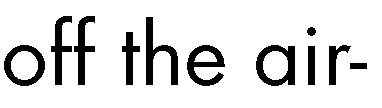 off the air-